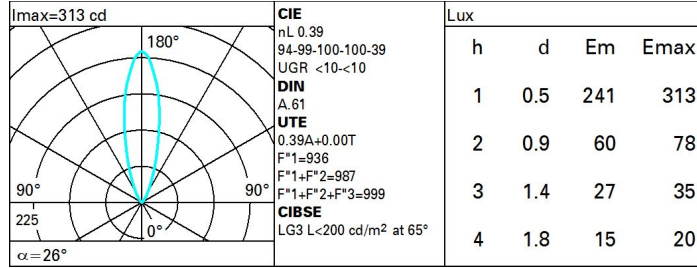 Imax=313 cd
180°
90°
90°
225
0°
α=26°
CIE
nL 0.39
94-99-100-100-39
UGR <10-<10
DIN
A.61
UTE
0.39A+0.00T
F"1=936
F"1+F"2=987
F"1+F"2+F"3=999
CIBSE
LG3 L<200 cd/m² at 65°
Lux
h d Em Emax
1 0.5 241 313
2 0.9 60 78
3 1.4 27 35
4 1.8 15 20